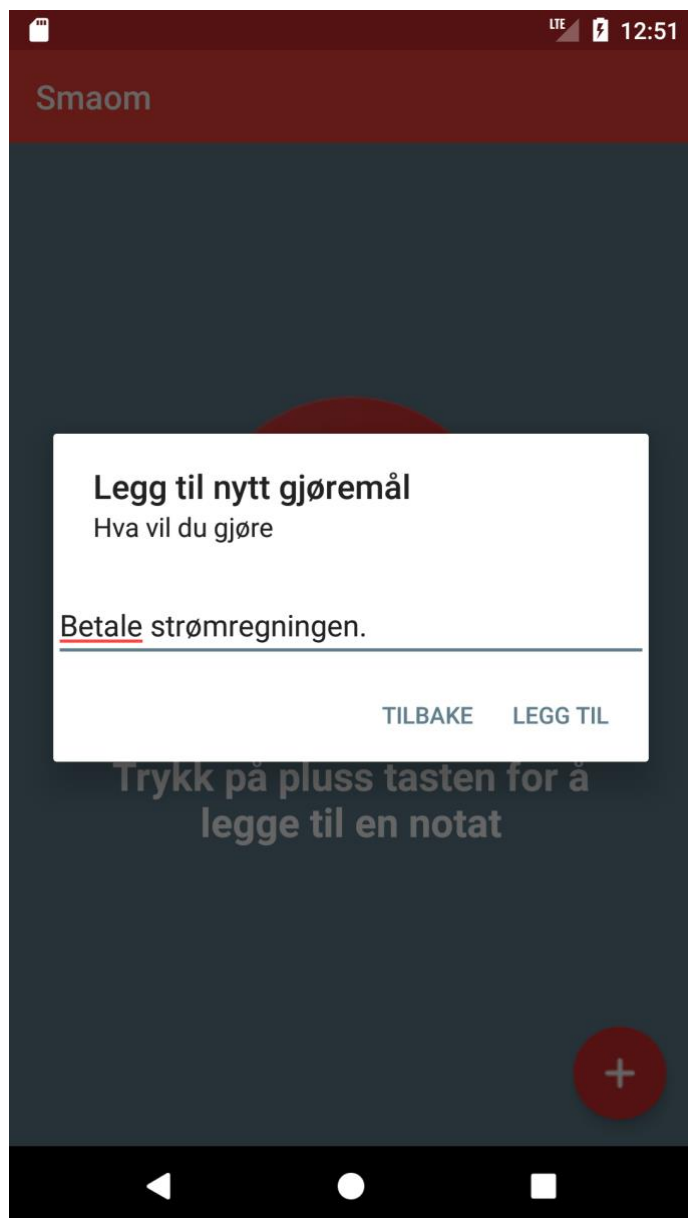 LTE 12:51
Smaom
Legg til nytt gjøremål
Hva vil du gjøre
Betale strømregningen.
TILBAKE LEGG TIL
Trykk på pluss tasten for å
legge til en notat